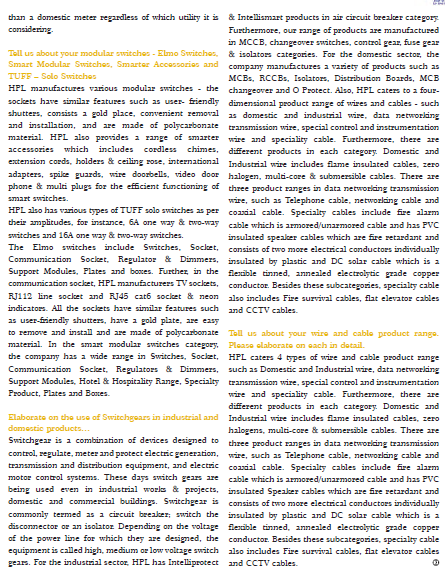 than a domestic meter regardless of which utility it is
considering.
Tell us about your modular switches - Elmo Switches,
Smart Modular Switches, Smarter Accessories and
TUFF – Solo Switches
HPL manufactures various modular switches - the
sockets have similar features such as user- friendly
shutters, consists a gold place, convenient removal
and installation, and are made of polycarbonate
material. HPL also provides a range of smarter
accessories which includes cordless chimes,
extension cords, holders & ceiling rose, international
adapters, spike guards, wire doorbells, video door
phone & multi plugs for the efficient functioning of
smart switches.
HPL also has various types of TUFF solo switches as per
their amplitudes, for instance, 6A one way & two-way
switches and 16A one way & two-way switches.
The Elmo switches include Switches, Socket,
Communication Socket, Regulator & Dimmers,
Support Modules, Plates and boxes. Further, in the
communication socket, HPL manufacturers TV sockets,
RJ112 line socket and RJ45 cat6 socket & neon
indicators. All the sockets have similar features such
as user-friendly shutters, have a gold plate, are easy
to remove and install and are made of polycarbonate
material. In the smart modular switches category,
the company has a wide range in Switches, Socket,
Communication Socket, Regulators & Dimmers,
Support Modules, Hotel & Hospitality Range, Specialty
Product, Plates and Boxes.
Elaborate on the use of Switchgears in industrial and
domestic products…
Switchgear is a combination of devices designed to
control, regulate, meter and protect electric generation,
transmission and distribution equipment, and electric
motor control systems. These days switch gears are
being used even in industrial works & projects,
domestic and commercial buildings. Switchgear is
commonly termed as a circuit breaker; switch the
disconnector or an isolator. Depending on the voltage
of the power line for which they are designed, the
equipment is called high, medium or low voltage switch
gears. For the industrial sector, HPL has Intelliprotect
& Intellismart products in air circuit breaker category.
Furthermore, our range of products are manufactured
in MCCB, changeover switches, control gear, fuse gear
& isolators categories. For the domestic sector, the
company manufactures a variety of products such as
MCBs, RCCBs, Isolators, Distribution Boards, MCB
changeover and O Protect. Also, HPL caters to a four-
dimensional product range of wires and cables - such
as domestic and industrial wire, data networking
transmission wire, special control and instrumentation
wire and speciality cable. Furthermore, there are
different products in each category. Domestic and
Industrial wire includes flame insulated cables, zero
halogen, multi-core & submersible cables. There are
three product ranges in data networking transmission
wire, such as Telephone cable, networking cable and
coaxial cable. Specialty cables include fire alarm
cable which is armored/unarmored cable and has PVC
insulated speaker cables which are fire retardant and
consists of two more electrical conductors individually
insulated by plastic and DC solar cable which is a
flexible tinned, annealed electrolytic grade copper
conductor. Besides these subcategories, specialty cable
also includes Fire survival cables, flat elevator cables
and CCTV cables.
Tell us about your wire and cable product range.
Please elaborate on each in detail.
HPL caters 4 types of wire and cable product range
such as Domestic and Industrial wire, data networking
transmission wire, special control and instrumentation
wire and speciality cable. Furthermore, there are
different products in each category. Domestic and
Industrial wire includes flame insulated cables, zero
halogens, multi-core & submersible cables. There are
three product ranges in data networking transmission
wire, such as Telephone cable, networking cable and
coaxial cable. Specialty cables include fire alarm
cable which is armored/unarmored cable and has PVC
insulated Speaker cables which are fire retardant and
consists of two more electrical conductors individually
insulated by plastic and DC solar cable which is a
flexible tinned, annealed electrolytic grade copper
conductor. Besides these subcategories, specialty cable
also includes Fire survival cables, flat elevator cables
and CCTV cables.